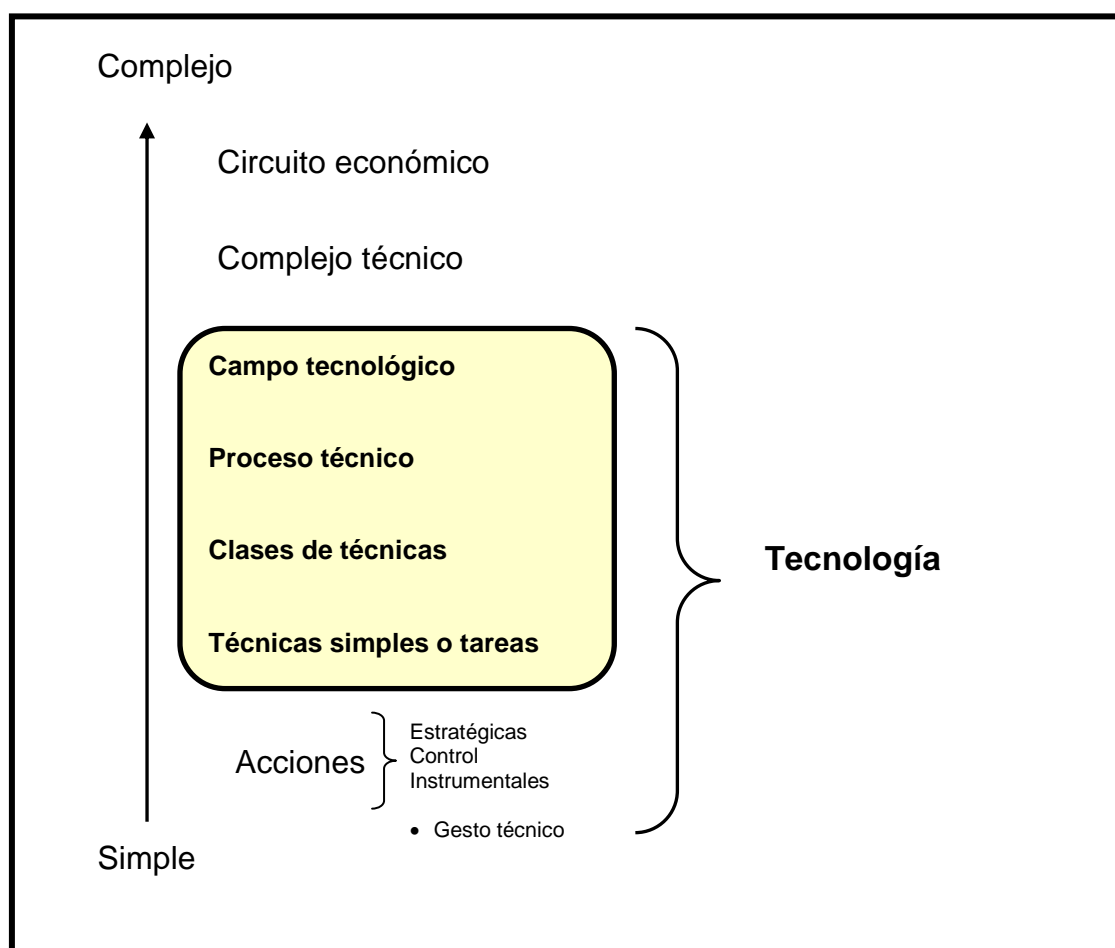 Complejo
Circuito económico
Complejo técnico
Campo tecnológico
Proceso técnico
Clases de técnicas
Tecnología
Técnicas simples o tareas
Acciones
Estratégicas
Control
Instrumentales
• Gesto técnico
Simple